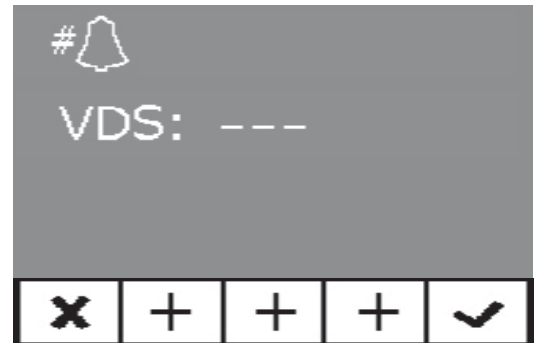 #
VDS: ---
✖ + + + ✔